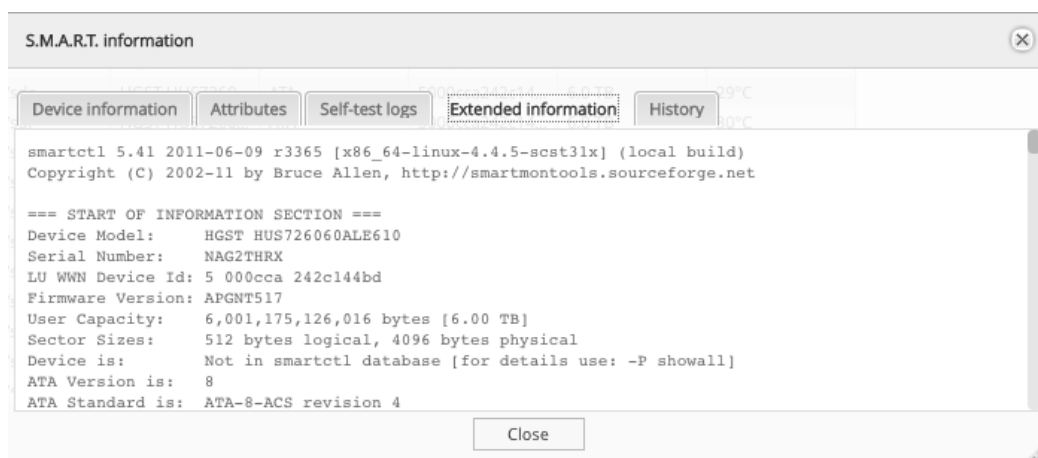 S.M.A.R.T. information
Device information Attributes Self-test logs Extended information History
smartctl 5.41 2011-06-09 r3365 [x86_64-linux-4.4.5-scst31x] (local build)
Copyright (C) 2002-11 by Bruce Allen, http://smartmontools.sourceforge.net
=== START OF INFORMATION SECTION ===
Device Model: HGST HUS726060ALE610
Serial Number: NAG2THRX
LU WWN Device Id: 5 000cca 242c144bd
Firmware Version: APGNT517
User Capacity: 6,001,175,126,016 bytes [6.00 TB]
Sector Sizes: 512 bytes logical, 4096 bytes physical
Device is: Not in smartctl database [for details use: -P showall]
ATA Version is: 8
ATA Standard is: ATA-8-ACS revision 4
Close